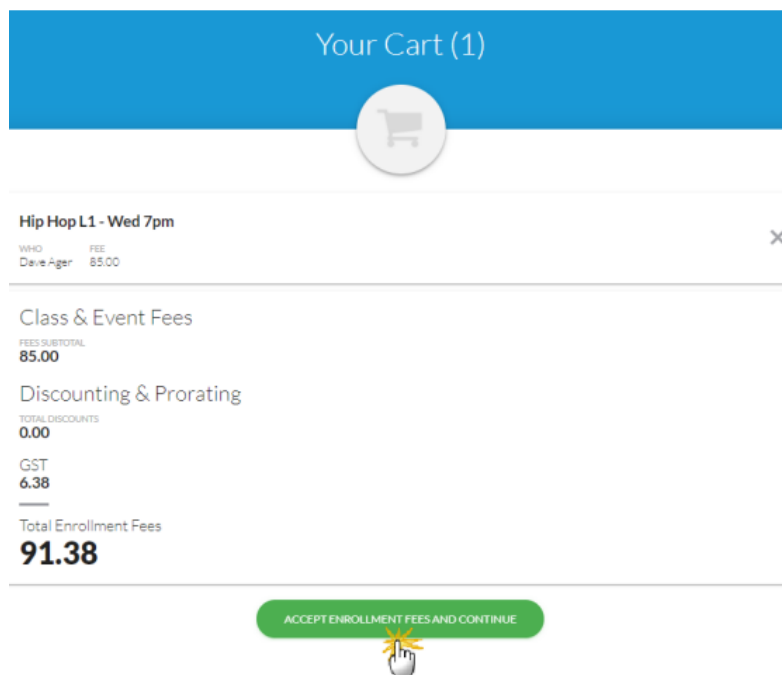 Your Cart (1)
Hip Hop L1 - Wed 7pm
WHO FEE
Dave Ager 85.00
Class & Event Fees
FEES SUBTOTAL
85.00
Discounting & Prorating
TOTAL DISCOUNTS
0.00
GST
6.38
Total Enrollment Fees
91.38
ACCEPT ENROLLMENT FEES AND CONTINUE